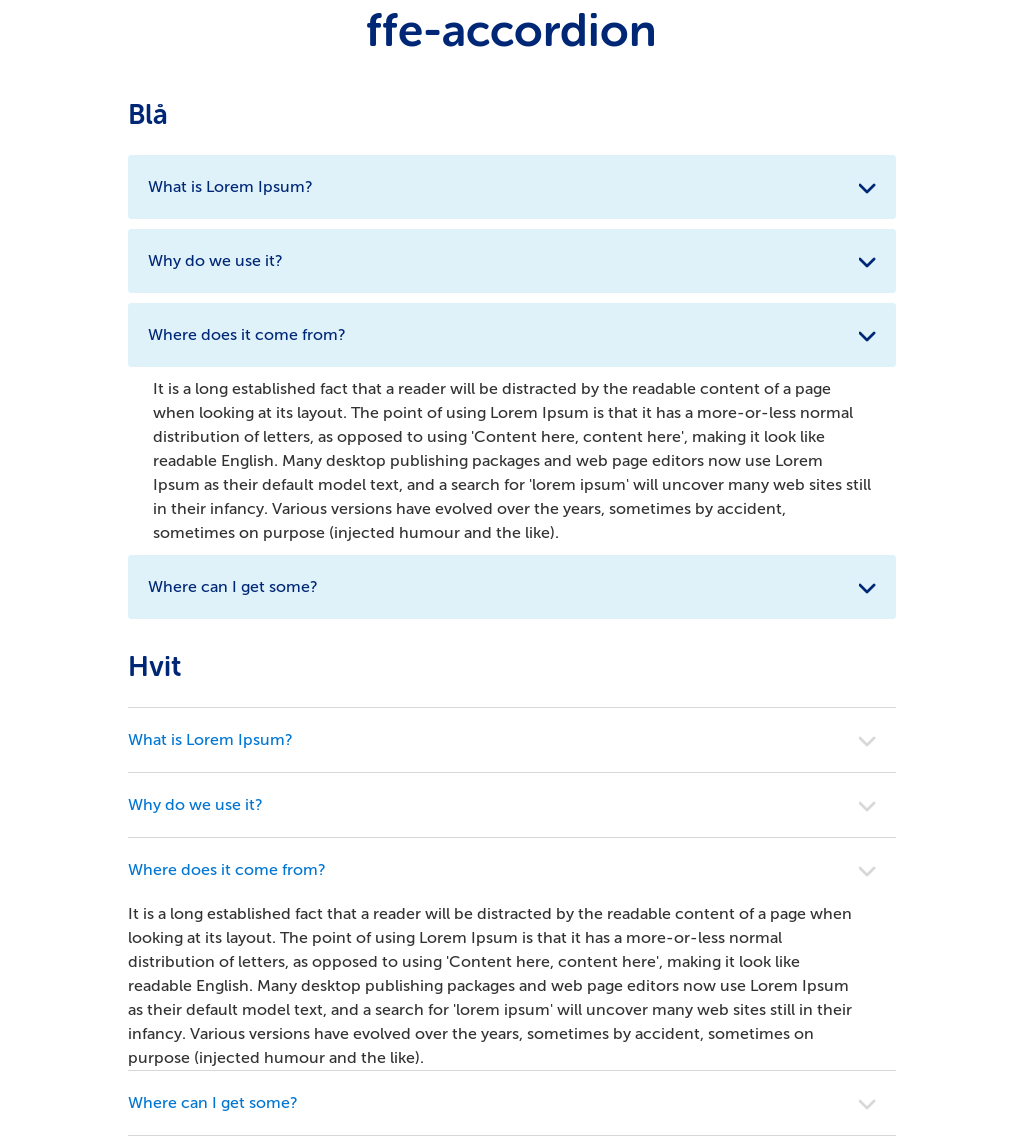 ffe-accordion
Blå
What is Lorem Ipsum?
Why do we use it?
Where does it come from?
It is a long established fact that a reader will be distracted by the readable content of a page
when looking at its layout. The point of using Lorem Ipsum is that it has a more-or-less normal
distribution of letters, as opposed to using 'Content here, content here', making it look like
readable English. Many desktop publishing packages and web page editors now use Lorem
Ipsum as their default model text, and a search for 'lorem ipsum' will uncover many web sites still
in their infancy. Various versions have evolved over the years, sometimes by accident,
sometimes on purpose (injected humour and the like).
Where can I get some?
Hvit
What is Lorem Ipsum?
Why do we use it?
Where does it come from?
It is a long established fact that a reader will be distracted by the readable content of a page when
looking at its layout. The point of using Lorem Ipsum is that it has a more-or-less normal
distribution of letters, as opposed to using 'Content here, content here', making it look like
readable English. Many desktop publishing packages and web page editors now use Lorem Ipsum
as their default model text, and a search for 'lorem ipsum' will uncover many web sites still in their
infancy. Various versions have evolved over the years, sometimes by accident, sometimes on
purpose (injected humour and the like).
Where can I get some?